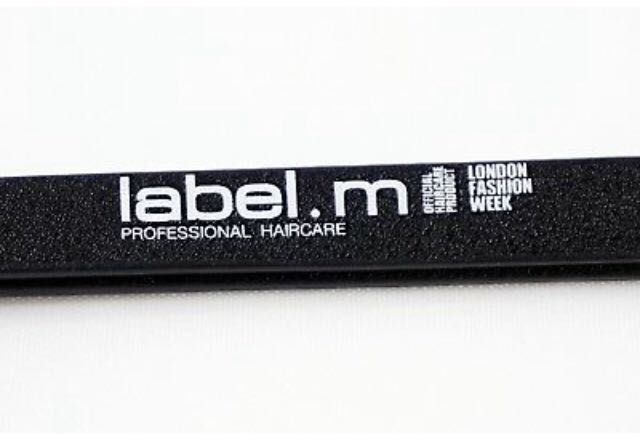 label.m
PROFESSIONAL HAIRCARE
OFFICIAL
HAIRCARE
PRODUCT
LONDON
FASHION
WEEK